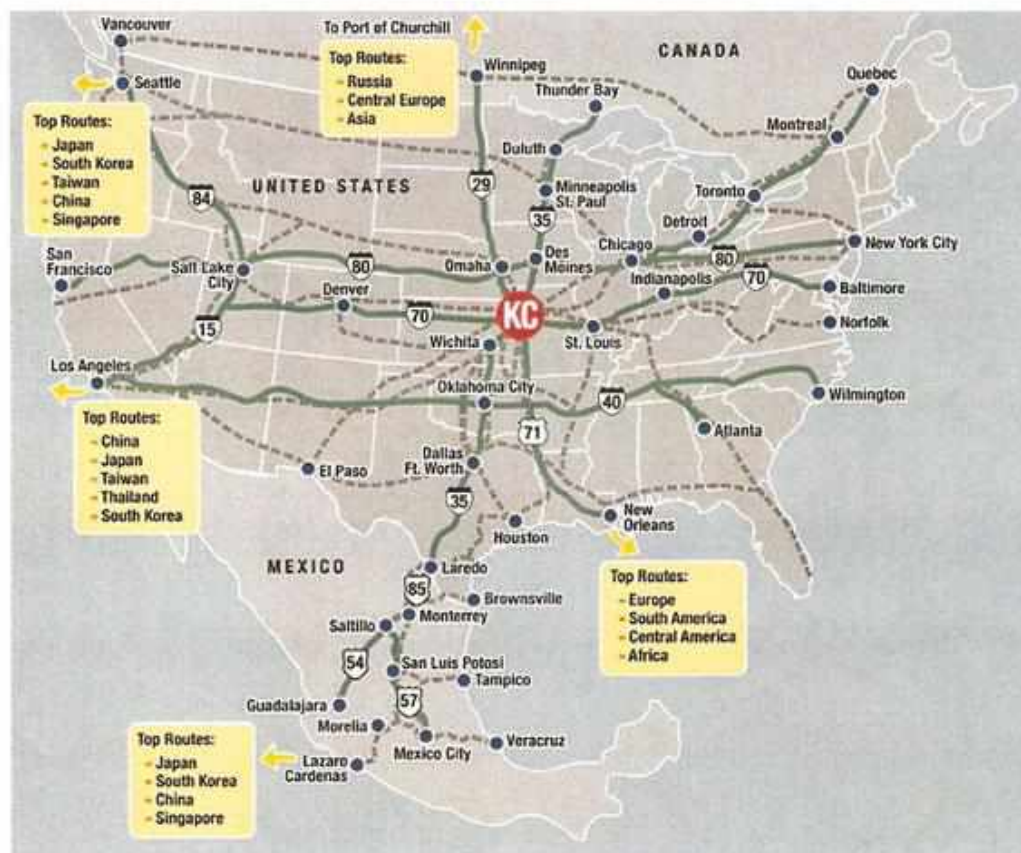 Vancouver
To Port of Churchill
CANADA
Seattle
Top Routes:
- Russia
- Central Europe
- Asia
Winnipeg
Thunder Bay
Quebec
Montreal
Top Routes:
- Japan
- South Korea
- Taiwan
- China
- Singapore
Duluth
UNITED STATES
29
Minneapolis
St. Paul
Toronto
84
35
Detroit
Chicago
New York City
San
Francisco
Salt Lake
City
80
Omaha
Des
Moines
80
Indianapolis
70
Baltimore
Denver
15
70
KC
St. Louis
Norfolk
Wichita
Los Angeles
Oklahoma City
40
Wilmington
Top Routes:
- China
- Japan
- Taiwan
- Thailand
- South Korea
71
Atlanta
El Paso
Dallas
Ft. Worth
35
Houston
New
Orleans
MEXICO
Laredo
85
Top Routes:
- Europe
- South America
- Central America
- Africa
Brownsville
Monterrey
Saltillo
54
San Luis Potosi
Tampico
57
Guadalajara
Morelia
Mexico City
Veracruz
Lazaro
Cardenas
Top Routes:
- Japan
- South Korea
- China
- Singapore